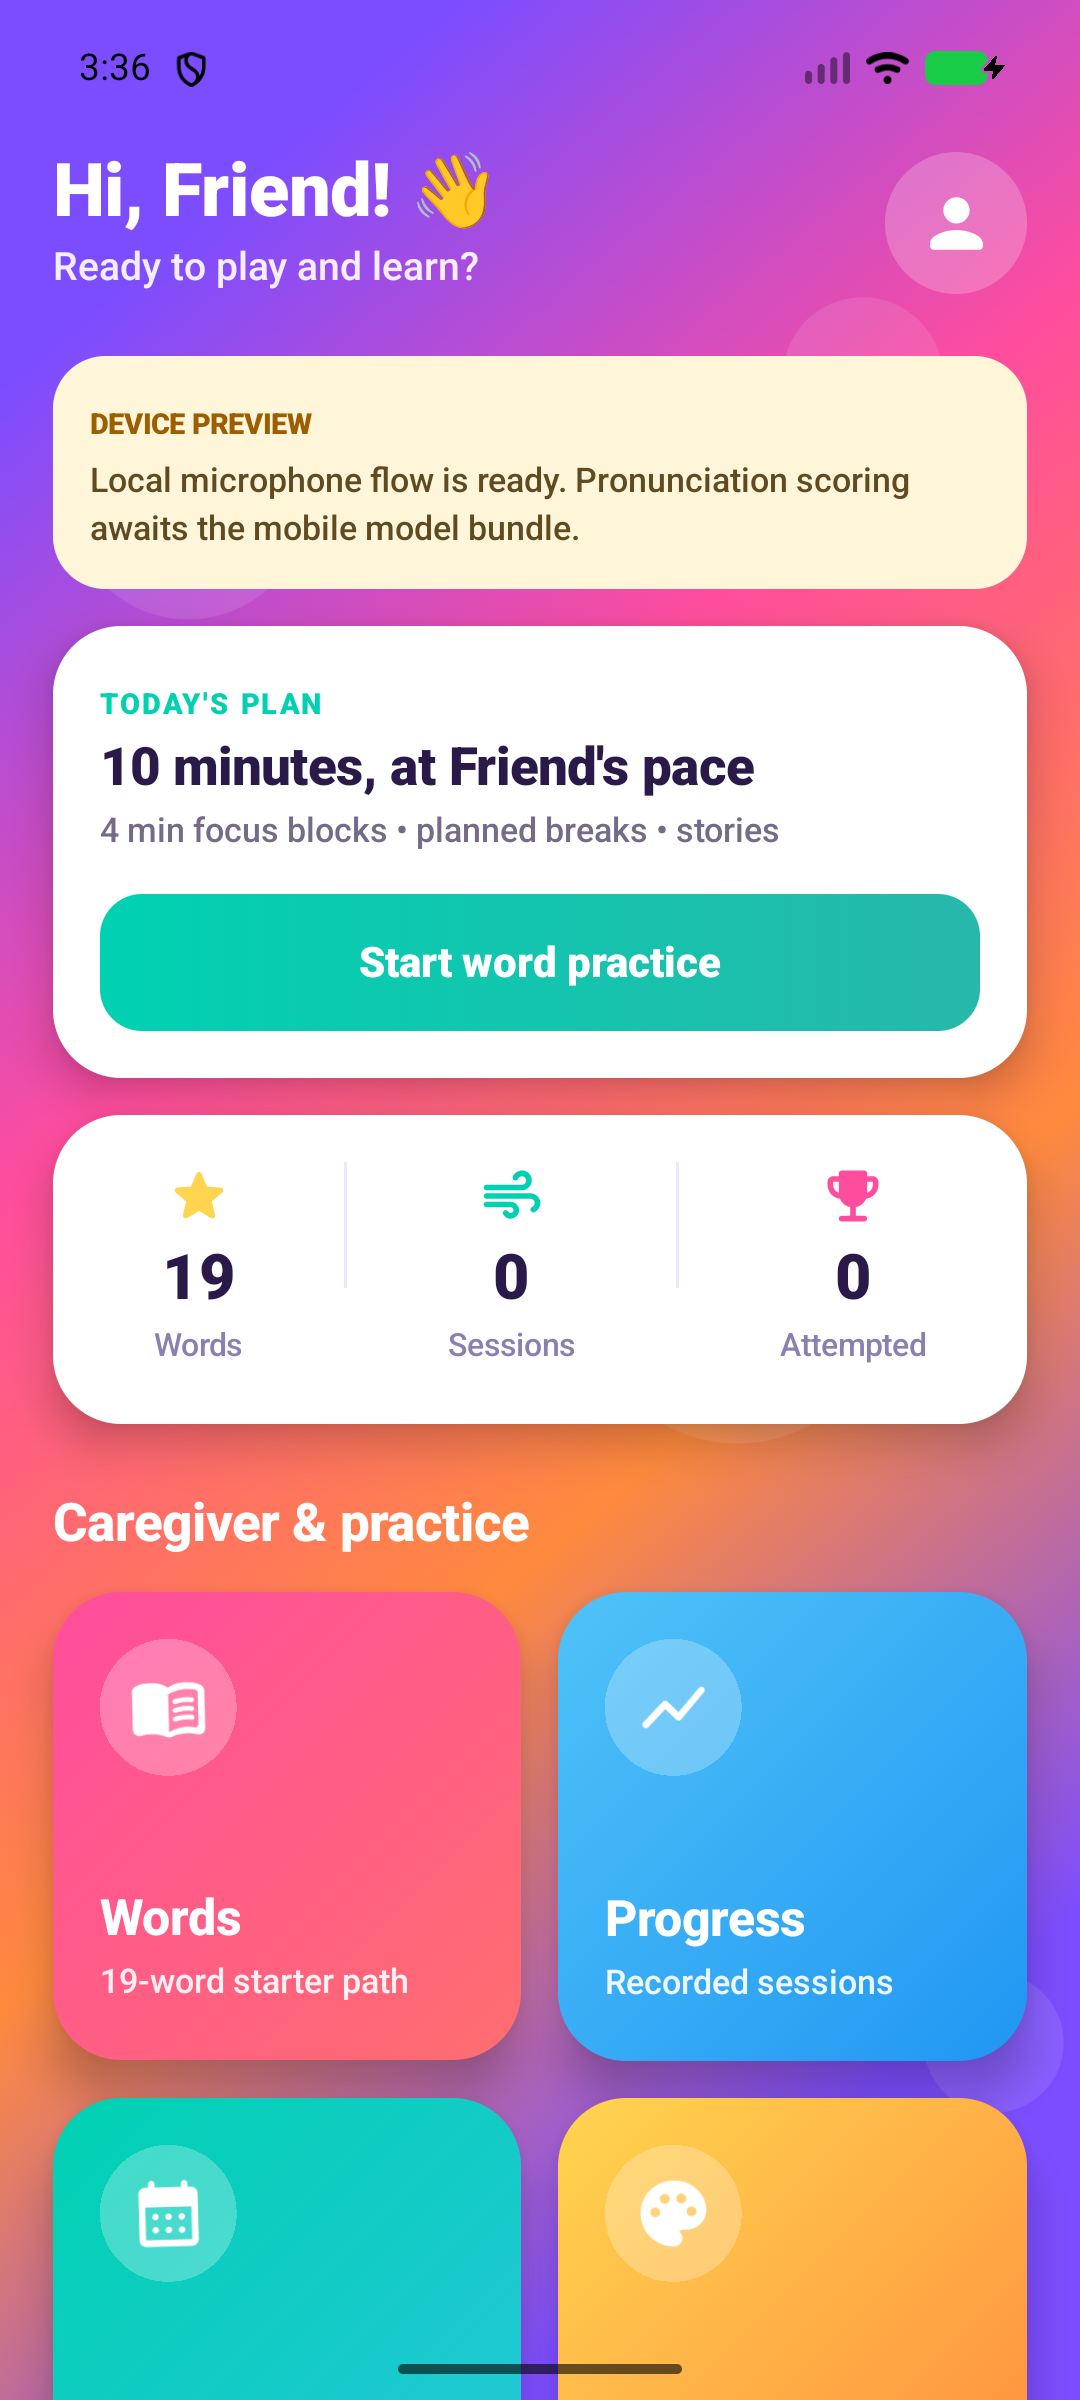 3:36
Hi, Friend! 👋
Ready to play and learn?
DEVICE PREVIEW
Local microphone flow is ready. Pronunciation scoring
awaits the mobile model bundle.
TODAY'S PLAN
10 minutes, at Friend's pace
4 min focus blocks • planned breaks • stories
Start word practice
19
Words
0
Sessions
0
Attempted
Caregiver & practice
Words
19-word starter path
Progress
Recorded sessions